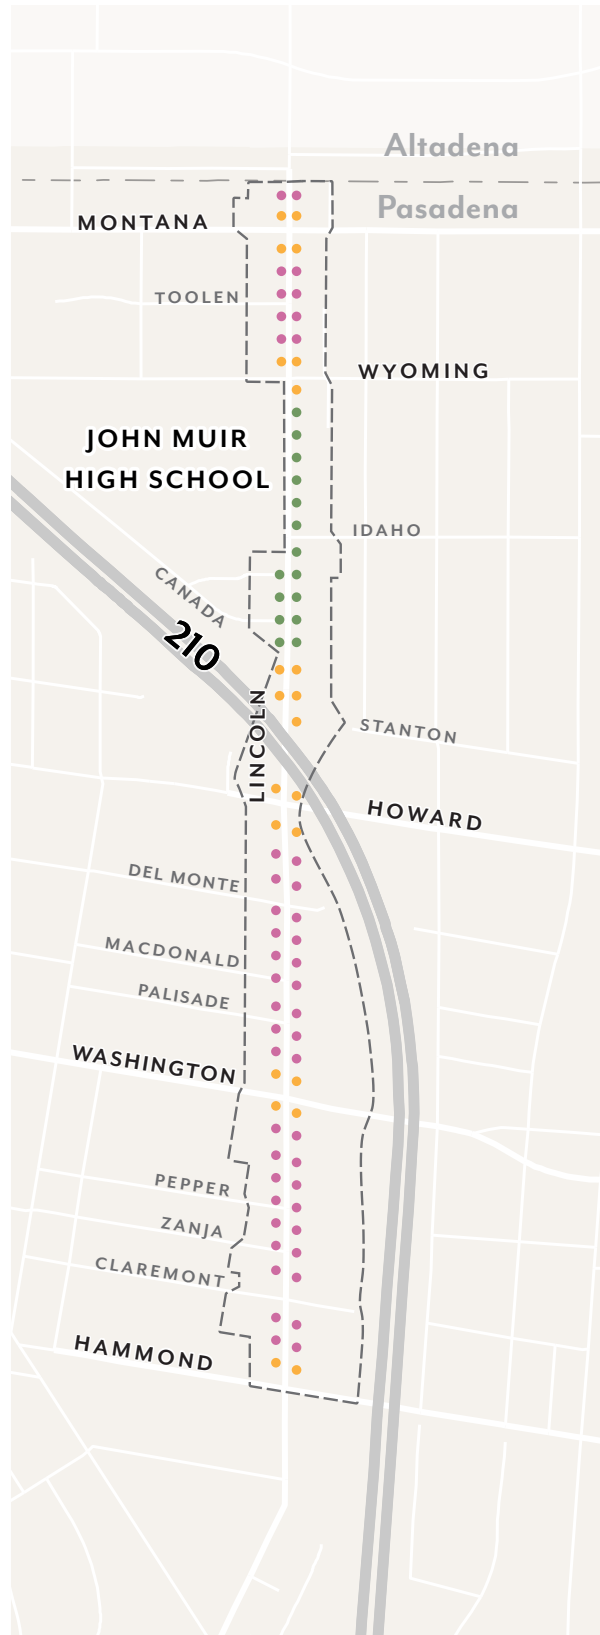 Altadena
Pasadena
MONTANA
TOOLEN
WYOMING
JOHN MUIR
HIGH SCHOOL
IDAHO
CANADA
210
LINCOLN
STANTON
HOWARD
DEL MONTE
MACDONALD
PALISADE
WASHINGTON
PEPPER
ZANJA
CLAREMONT
HAMMOND